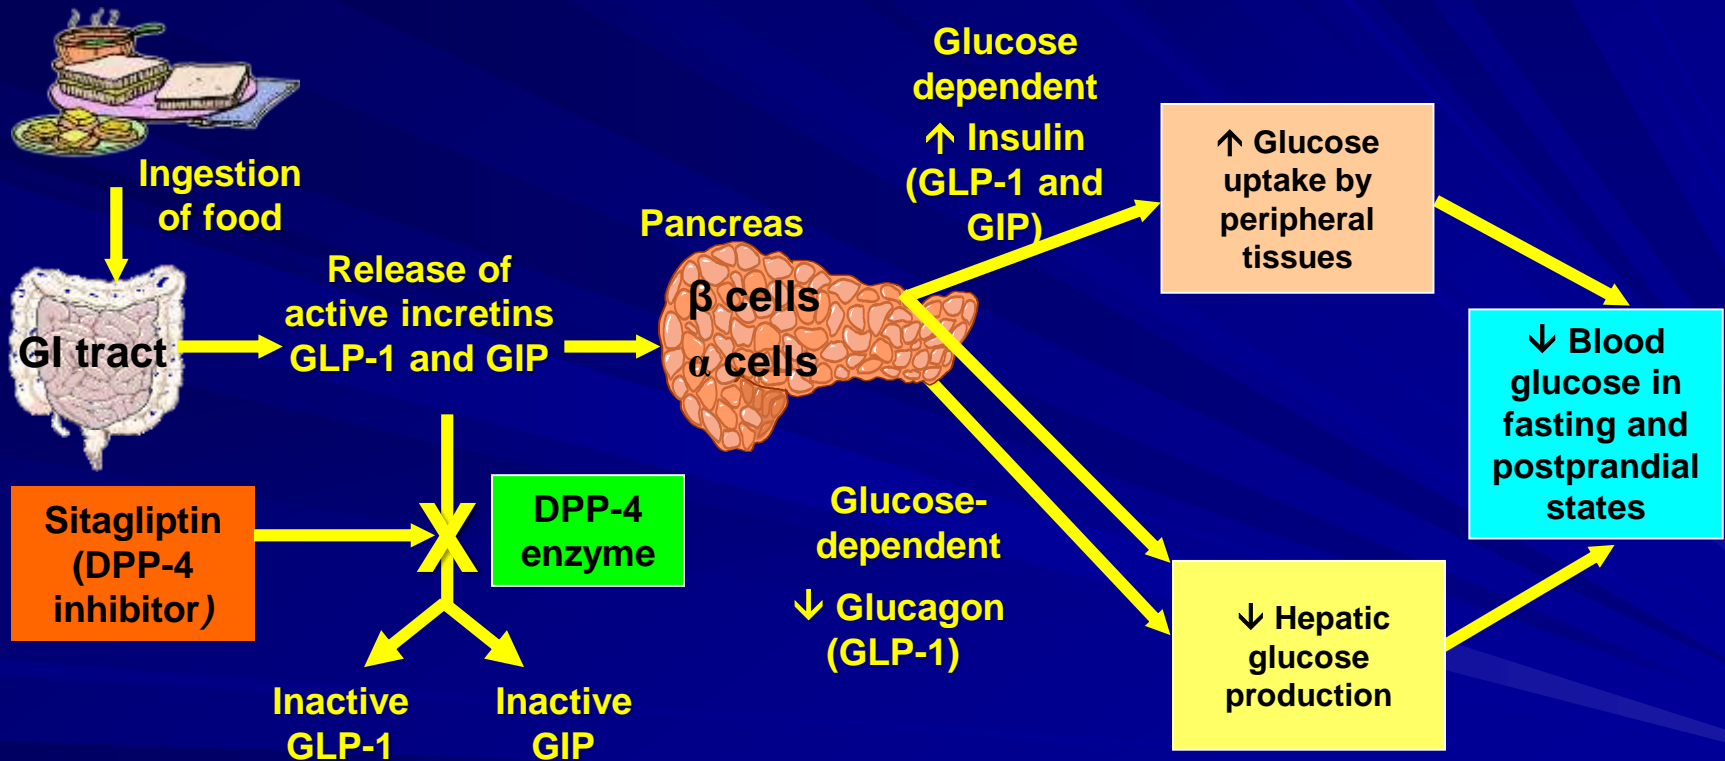 Ingestion
of food
GI tract
Release of
active incretins
GLP-1 and GIP
Pancreas
β cells
α cells
Glucose
dependent
↑ Insulin
(GLP-1 and
GIP)
↑ Glucose
uptake by
peripheral
tissues
↓ Blood
glucose in
fasting and
postprandial
states
Sitagliptin
(DPP-4
inhibitor)
X
DPP-4
enzyme
Glucose-
dependent
↓ Glucagon
(GLP-1)
↓ Hepatic
glucose
production
Inactive
GLP-1
Inactive
GIP